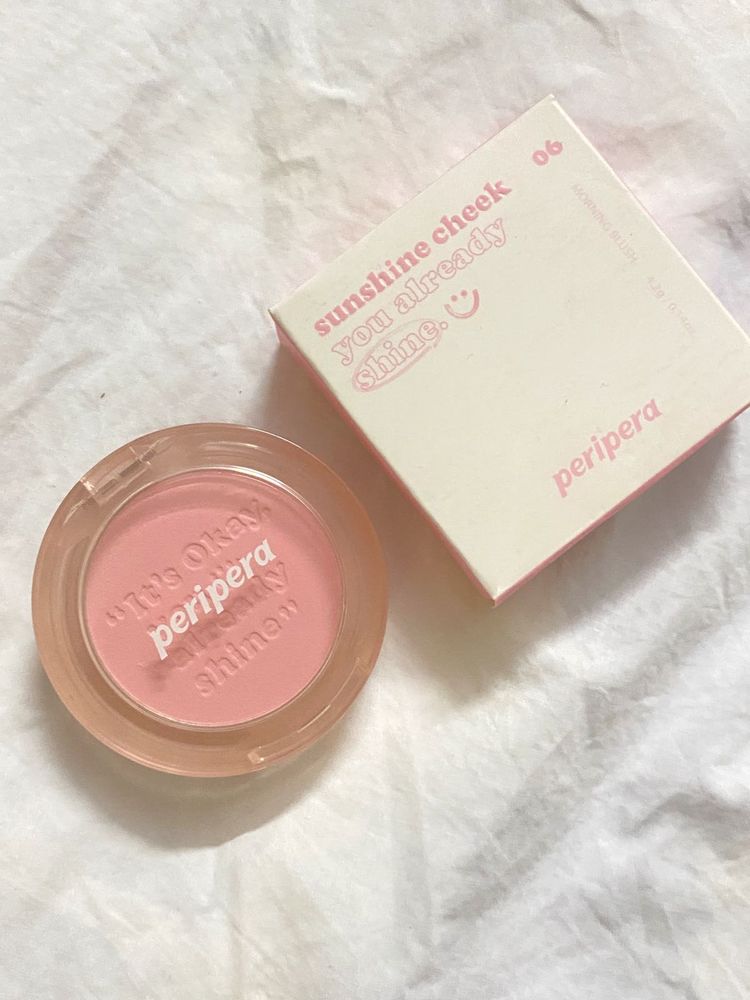 sunshine cheek
you already
shine.
06
MORNING BLUSH
peripera
"It's Okay,
peripera
already
shine"